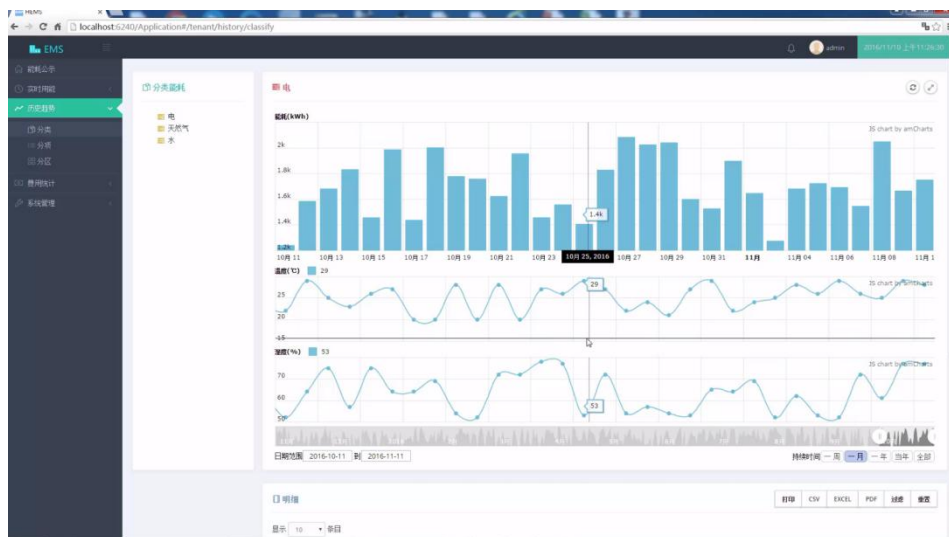 EMS
localhost:6240/Application#/tenant/history/classify
EMS
admin
2016/11/10 上午11:26:30
能耗公示
实时用能
历史趋势
分类
分项
分区
费用统计
系统管理
分类能耗
电
天然气
水
电
能耗(kWh)
JS chart by amCharts
2k
1.8k
1.6k
1.4k
1.2k
1.4k
10月 11 10月 13 10月 15 10月 17 10月 19 10月 21 10月 23 10月 25, 2016 10月 27 10月 29 10月 31 11月 11月 04 11月 06 11月 08 11月 1
温度(℃) 29
JS chart by amCharts
25
20
15
29
湿度(%) 53
JS chart by amCharts
70
60
50
53
日期范围 2016-10-11 到 2016-11-11
持续时间 一周 一月 一年 当年 全部
明细
打印 CSV EXCEL PDF 过滤 重置
显示 10 条目